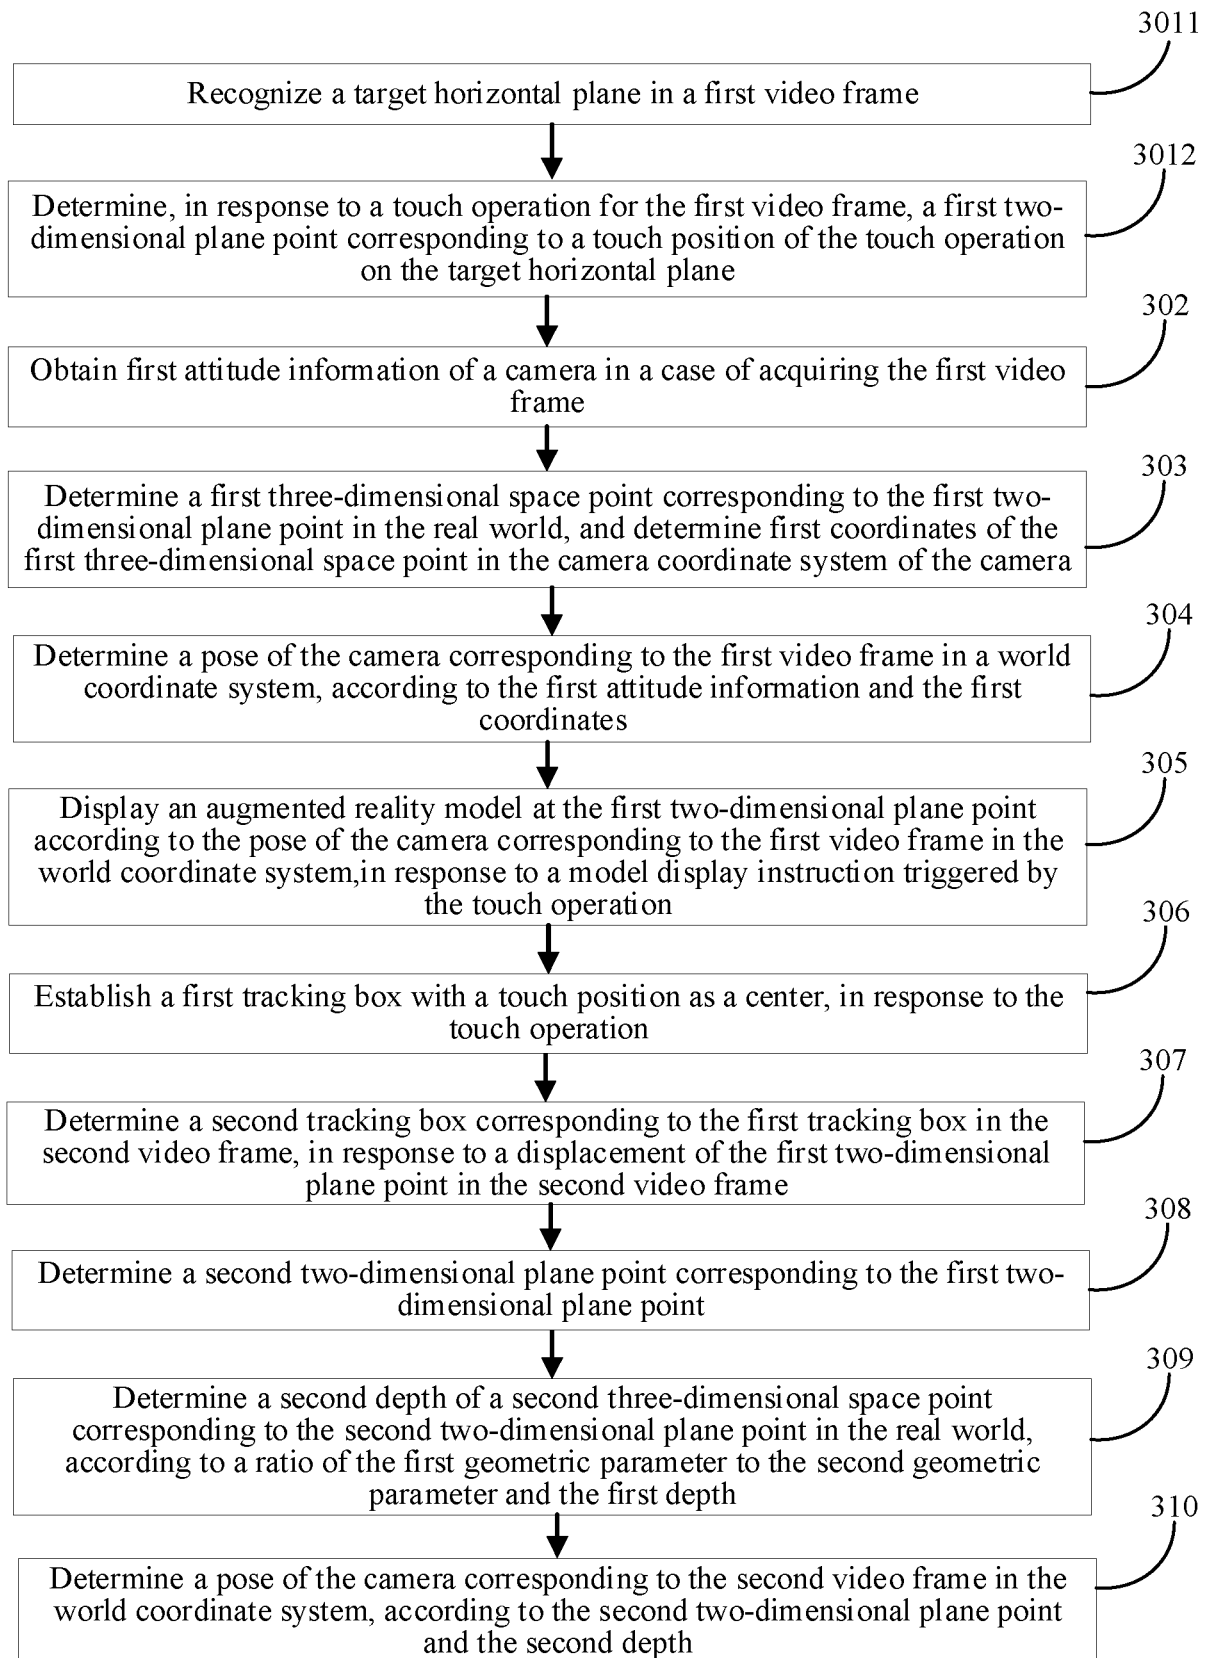 3011
Recognize a target horizontal plane in a first video frame
3012
Determine, in response to a touch operation for the first video frame, a first two-
dimensional plane point corresponding to a touch position of the touch operation
on the target horizontal plane
302
Obtain first attitude information of a camera in a case of acquiring the first video
frame
303
Determine a first three-dimensional space point corresponding to the first two-
dimensional plane point in the real world, and determine first coordinates of the
first three-dimensional space point in the camera coordinate system of the camera
304
Determine a pose of the camera corresponding to the first video frame in a world
coordinate system, according to the first attitude information and the first
coordinates
305
Display an augmented reality model at the first two-dimensional plane point
according to the pose of the camera corresponding to the first video frame in the
world coordinate system,in response to a model display instruction triggered by
the touch operation
306
Establish a first tracking box with a touch position as a center, in response to the
touch operation
307
Determine a second tracking box corresponding to the first tracking box in the
second video frame, in response to a displacement of the first two-dimensional
plane point in the second video frame
308
Determine a second two-dimensional plane point corresponding to the first two-
dimensional plane point
309
Determine a second depth of a second three-dimensional space point
corresponding to the second two-dimensional plane point in the real world,
according to a ratio of the first geometric parameter to the second geometric
parameter and the first depth
310
Determine a pose of the camera corresponding to the second video frame in the
world coordinate system, according to the second two-dimensional plane point
and the second depth